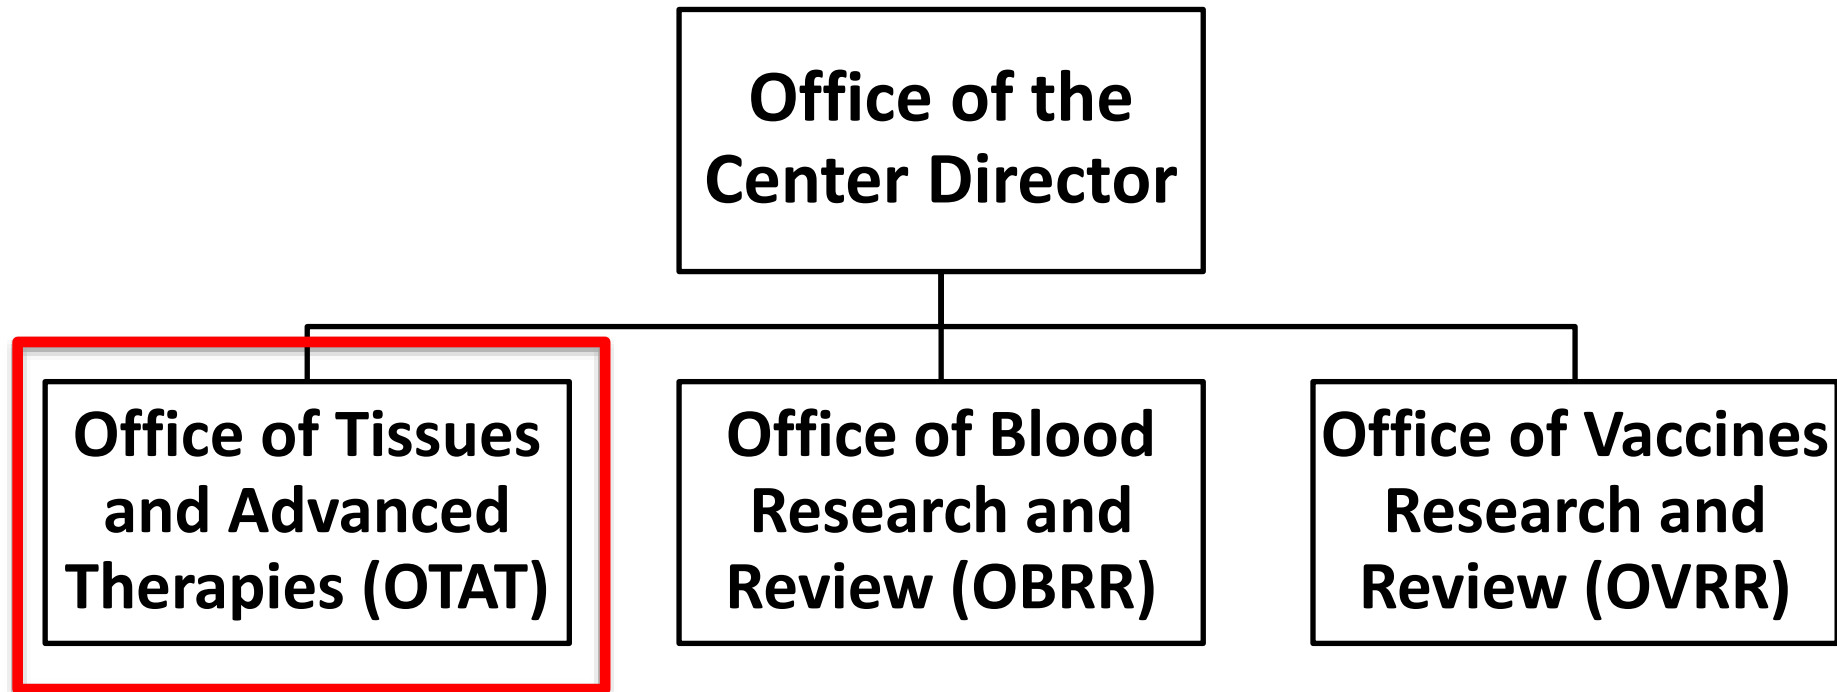 Office of the
Center Director
Office of Tissues
and Advanced
Therapies (OTAT)
Office of Blood
Research and
Review (OBRR)
Office of Vaccines
Research and
Review (OVRR)